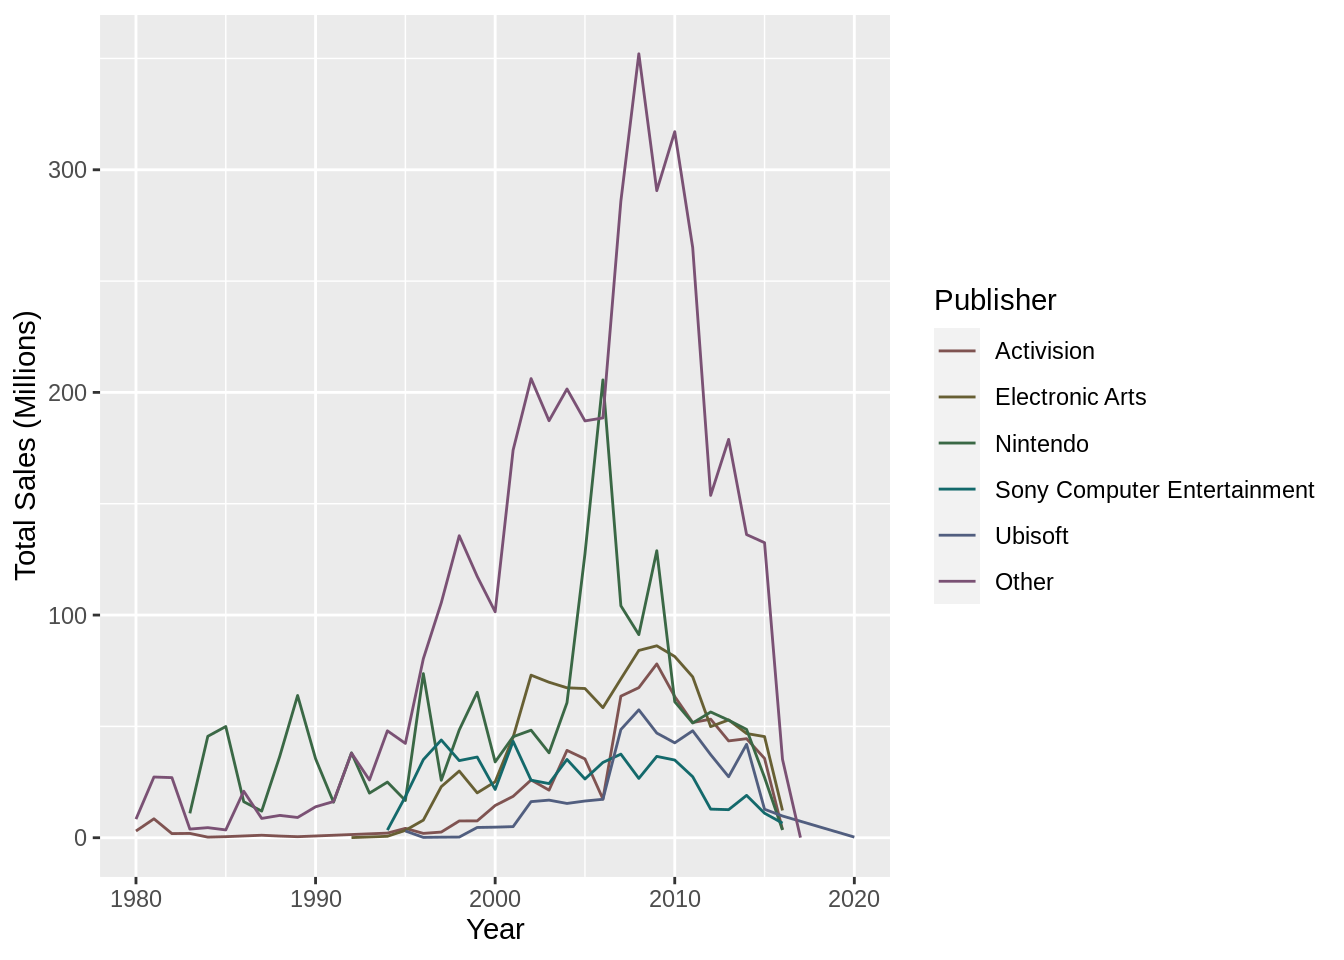 Total Sales (Millions)
300
200
100
0
1980
1990
2000
2010
2020
Year
Publisher
Activision
Electronic Arts
Nintendo
Sony Computer Entertainment
Ubisoft
Other